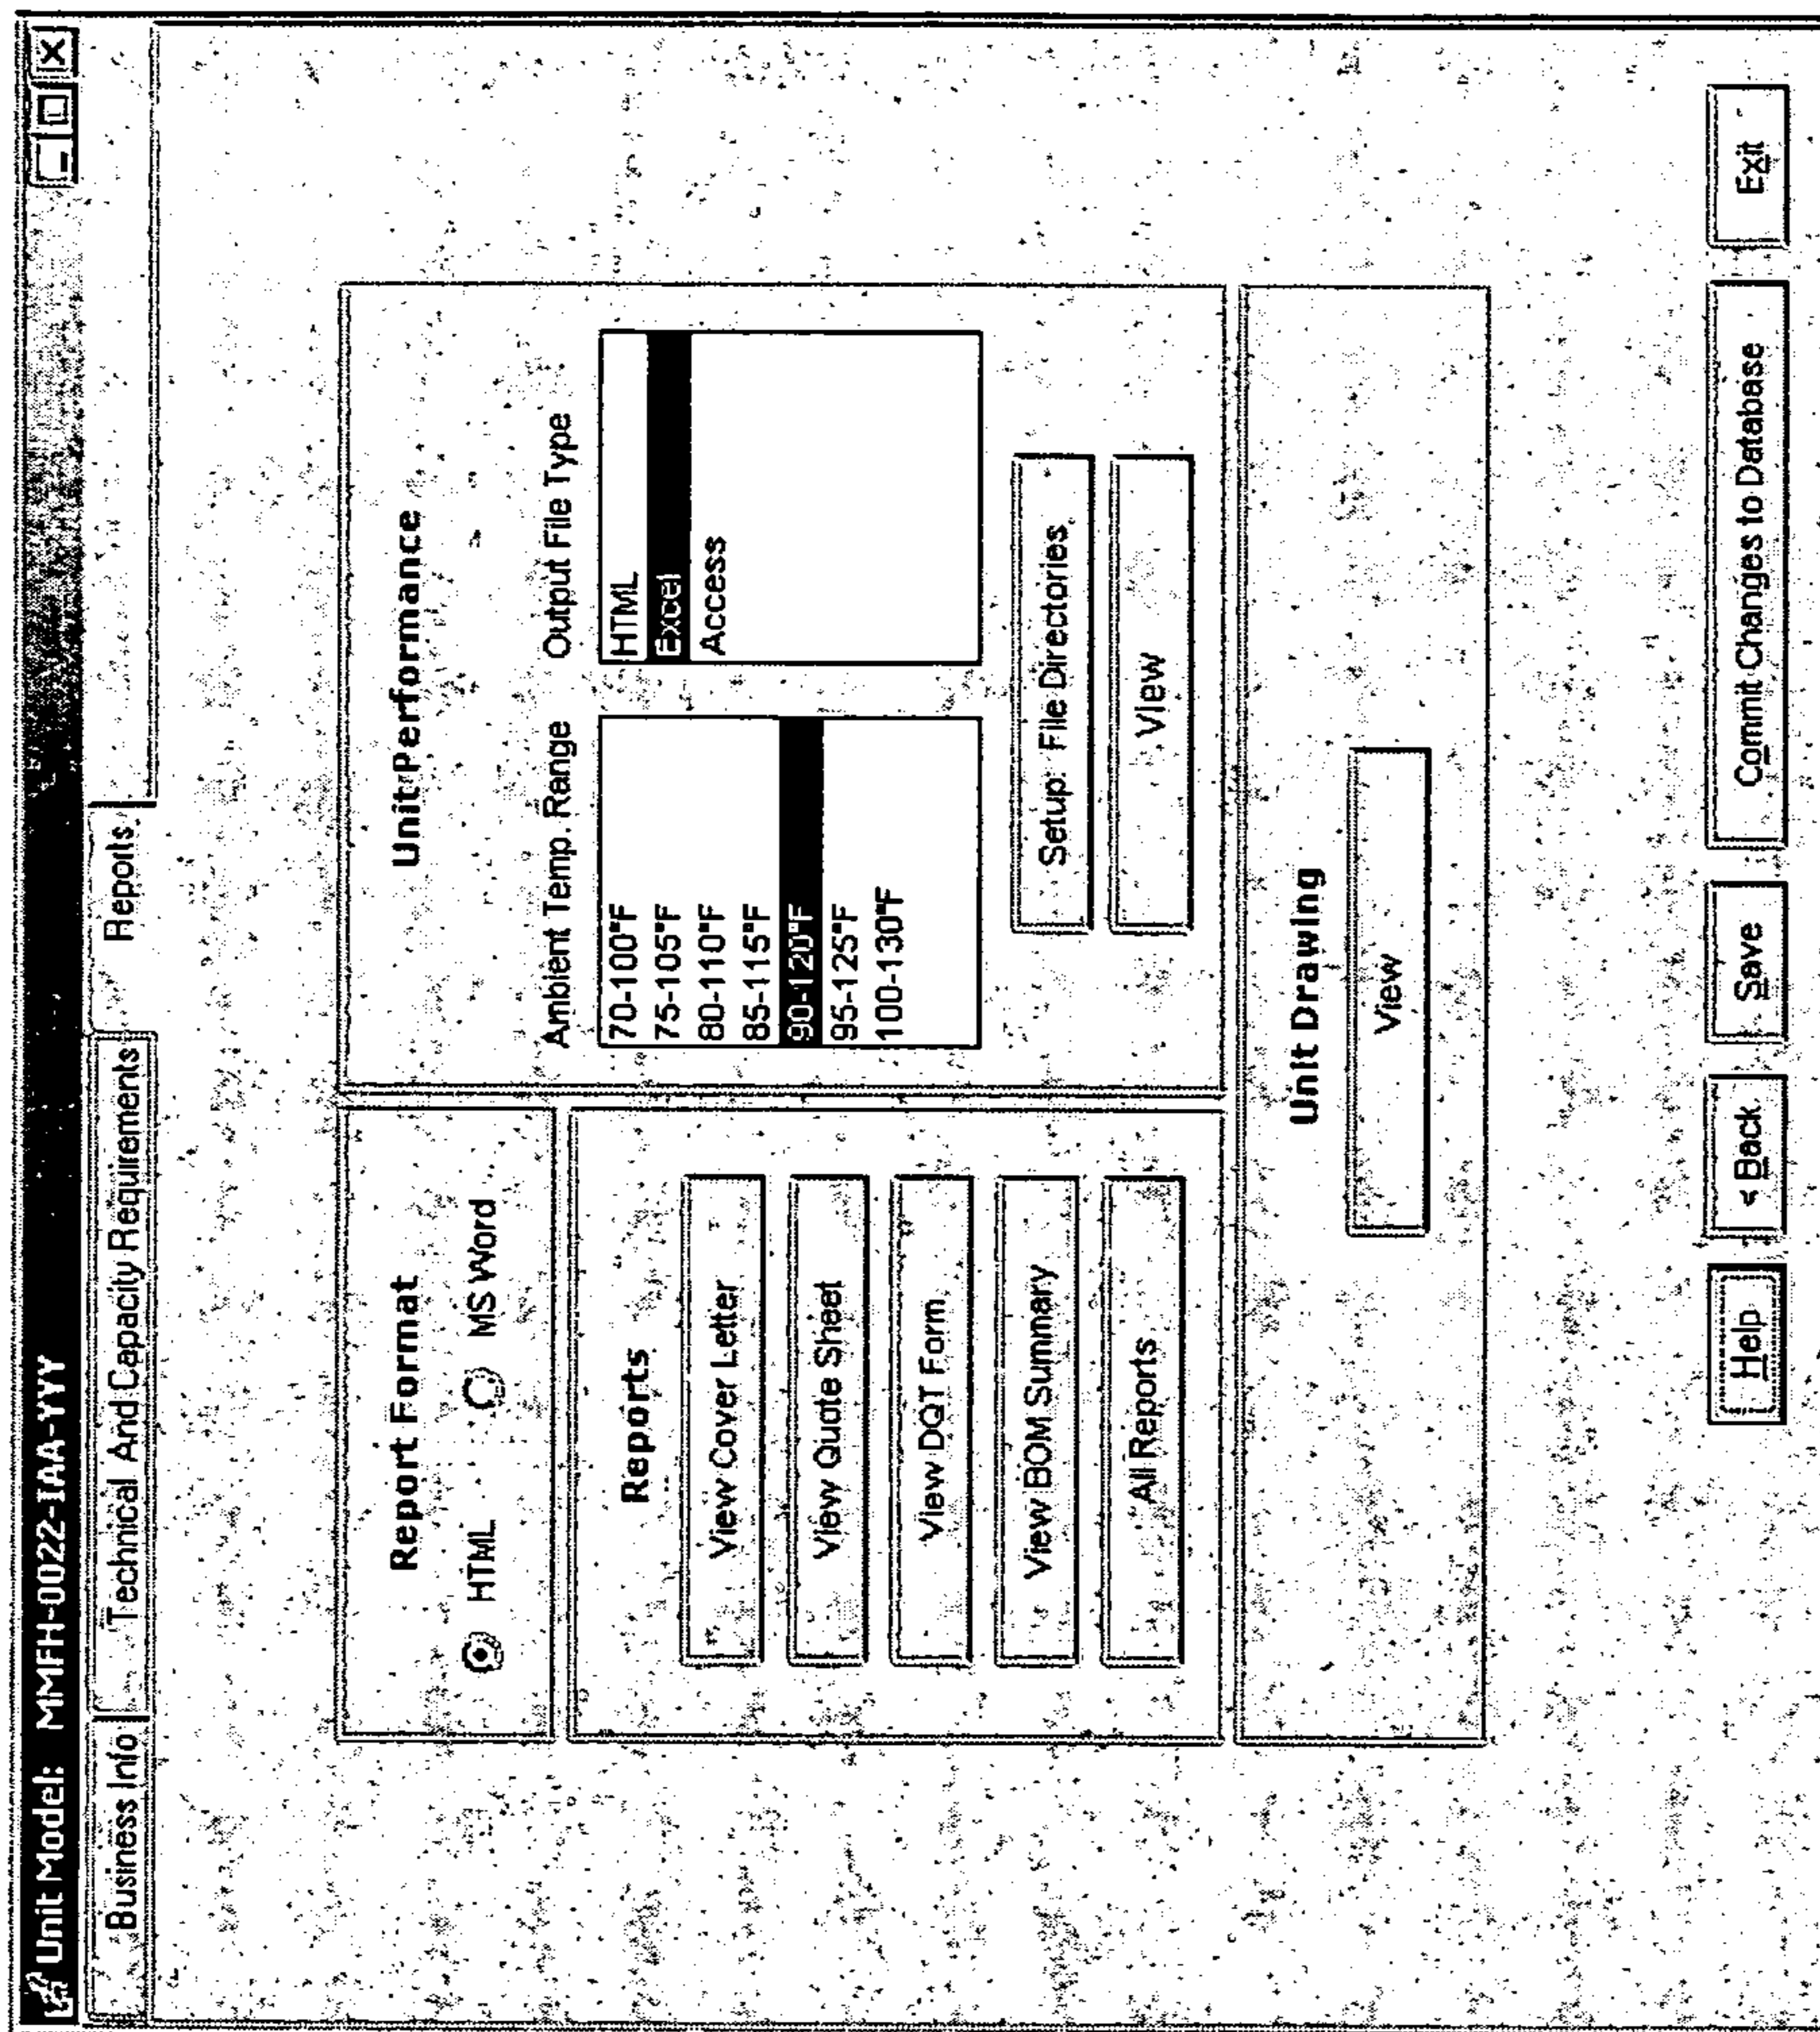 Unit Model: MMFH-0022-IAA-YYY
Business Info
Technical And Capacity Requirements
Reports
Report Format
HTML
MS Word
Reports
View Cover Letter
View Quote Sheet
View DQT Form
View BOM Summary
All Reports
Unit Performance
Ambient Temp. Range
Output File Type
70-100°F
75-105°F
80-110°F
85-115°F
90-120°F
95-125°F
100-130°F
HTML
Excel
Access
Setup: File Directories
View
Unit Drawing
View
Help
< Back
Save
Commit Changes to Database
Exit